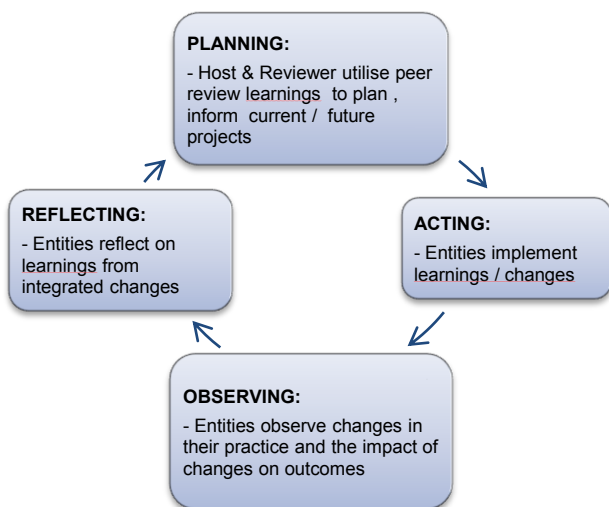 PLANNING:
- Host & Reviewer utilise peer
review learnings to plan ,
inform current / future
projects
REFLECTING:
- Entities reflect on
learnings from
integrated changes
ACTING:
- Entities implement
learnings / changes
OBSERVING:
- Entities observe changes in
their practice and the impact of
changes on outcomes